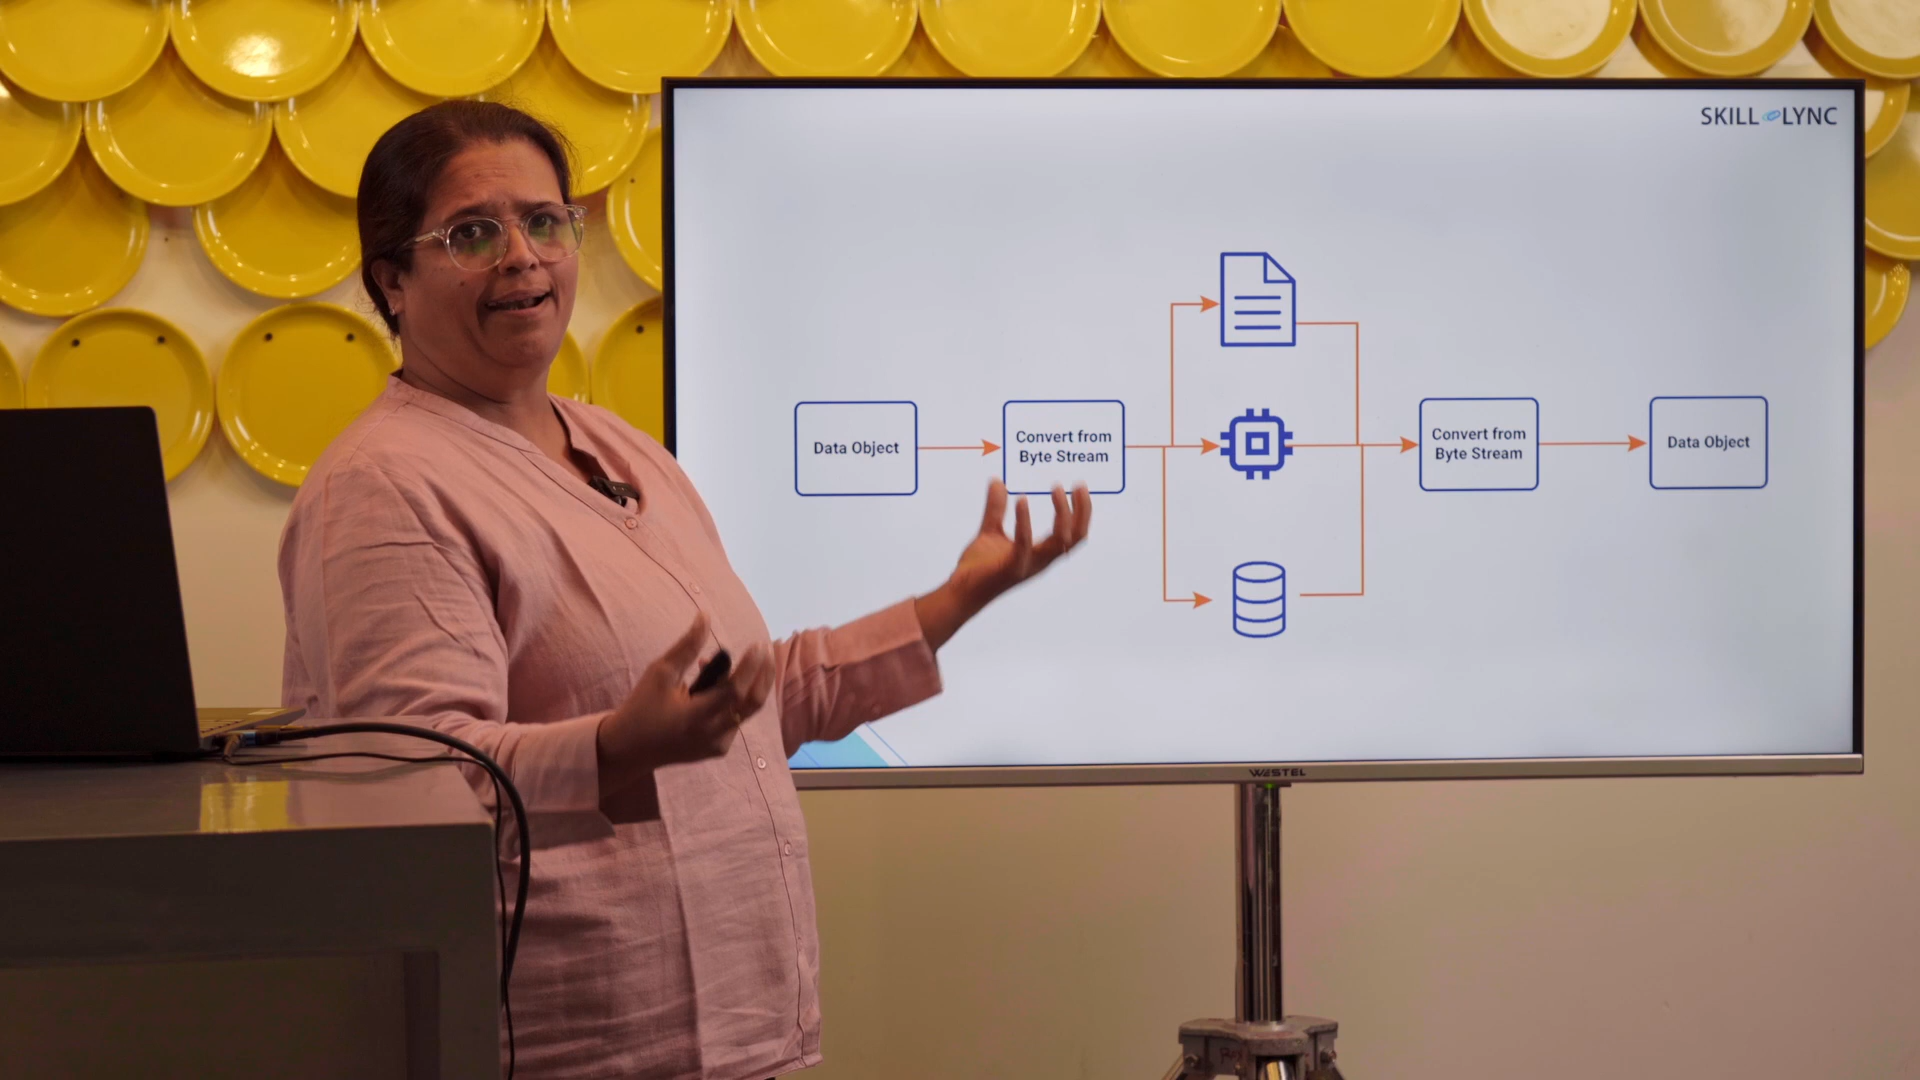 SKILL LYNC
Data Object
Convert from
Byte Stream
Convert from
Byte Stream
Data Object
WESTEL